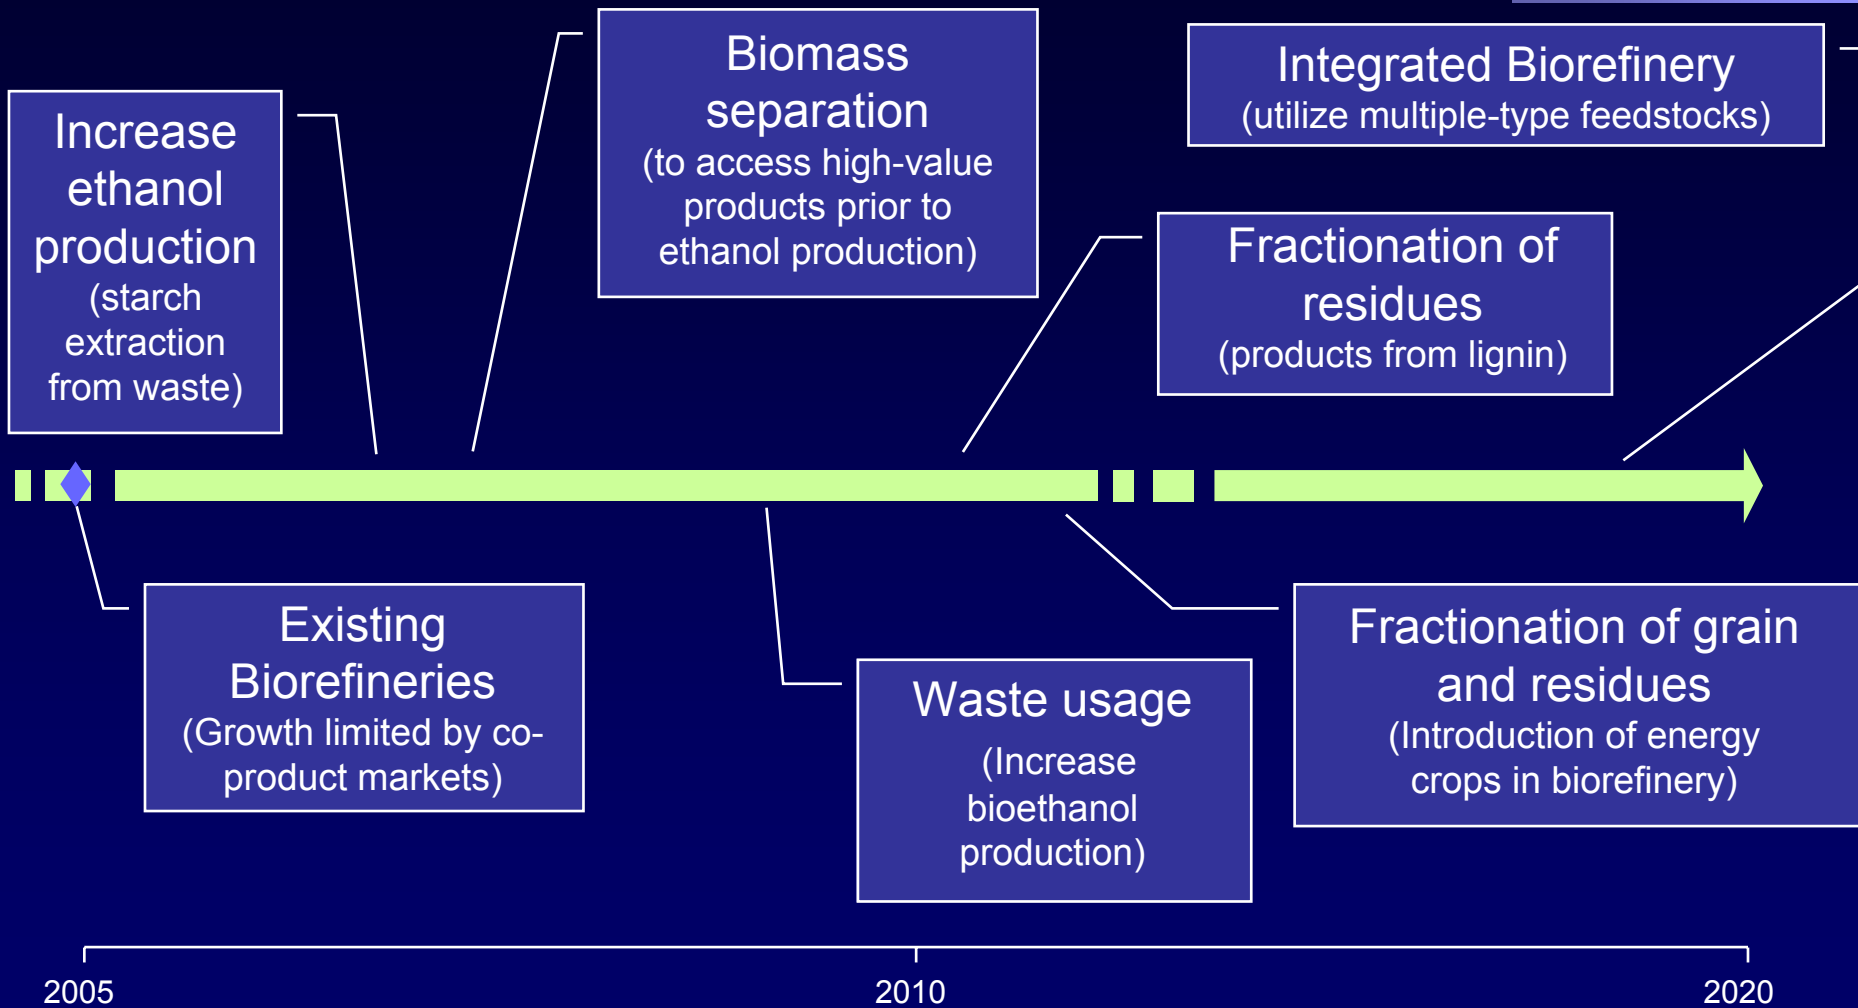 Increase
ethanol
production
(starch
extraction
from waste)
Biomass
separation
(to access high-value
products prior to
ethanol production)
Integrated Biorefinery
(utilize multiple-type feedstocks)
Fractionation of
residues
(products from lignin)
Existing
Biorefineries
(Growth limited by co-
product markets)
Waste usage
(Increase
bioethanol
production)
Fractionation of grain
and residues
(Introduction of energy
crops in biorefinery)
2005
2010
2020